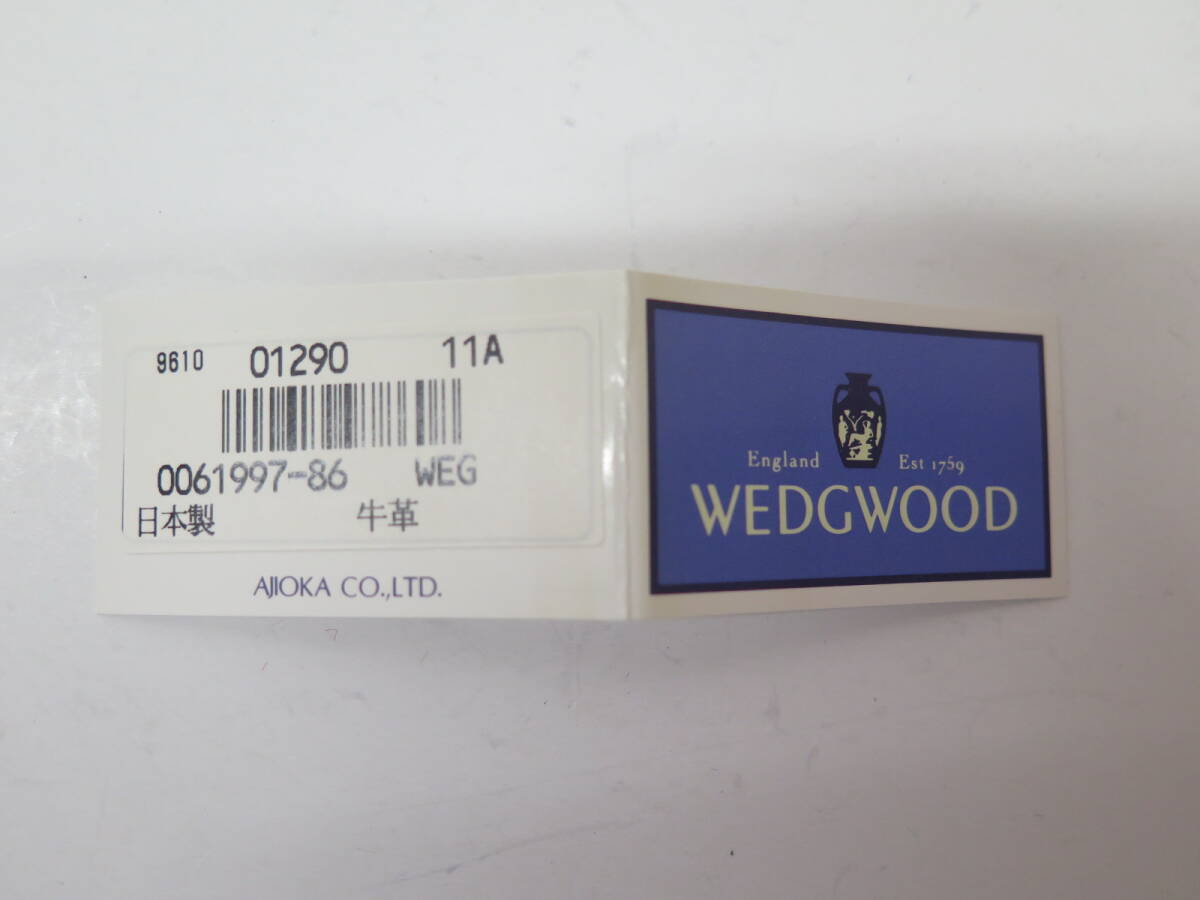 9610 01290 11A
0061997-86 WEG
日本製 牛革
AJIOKA CO.,LTD.
England Est 1759
WEDGWOOD